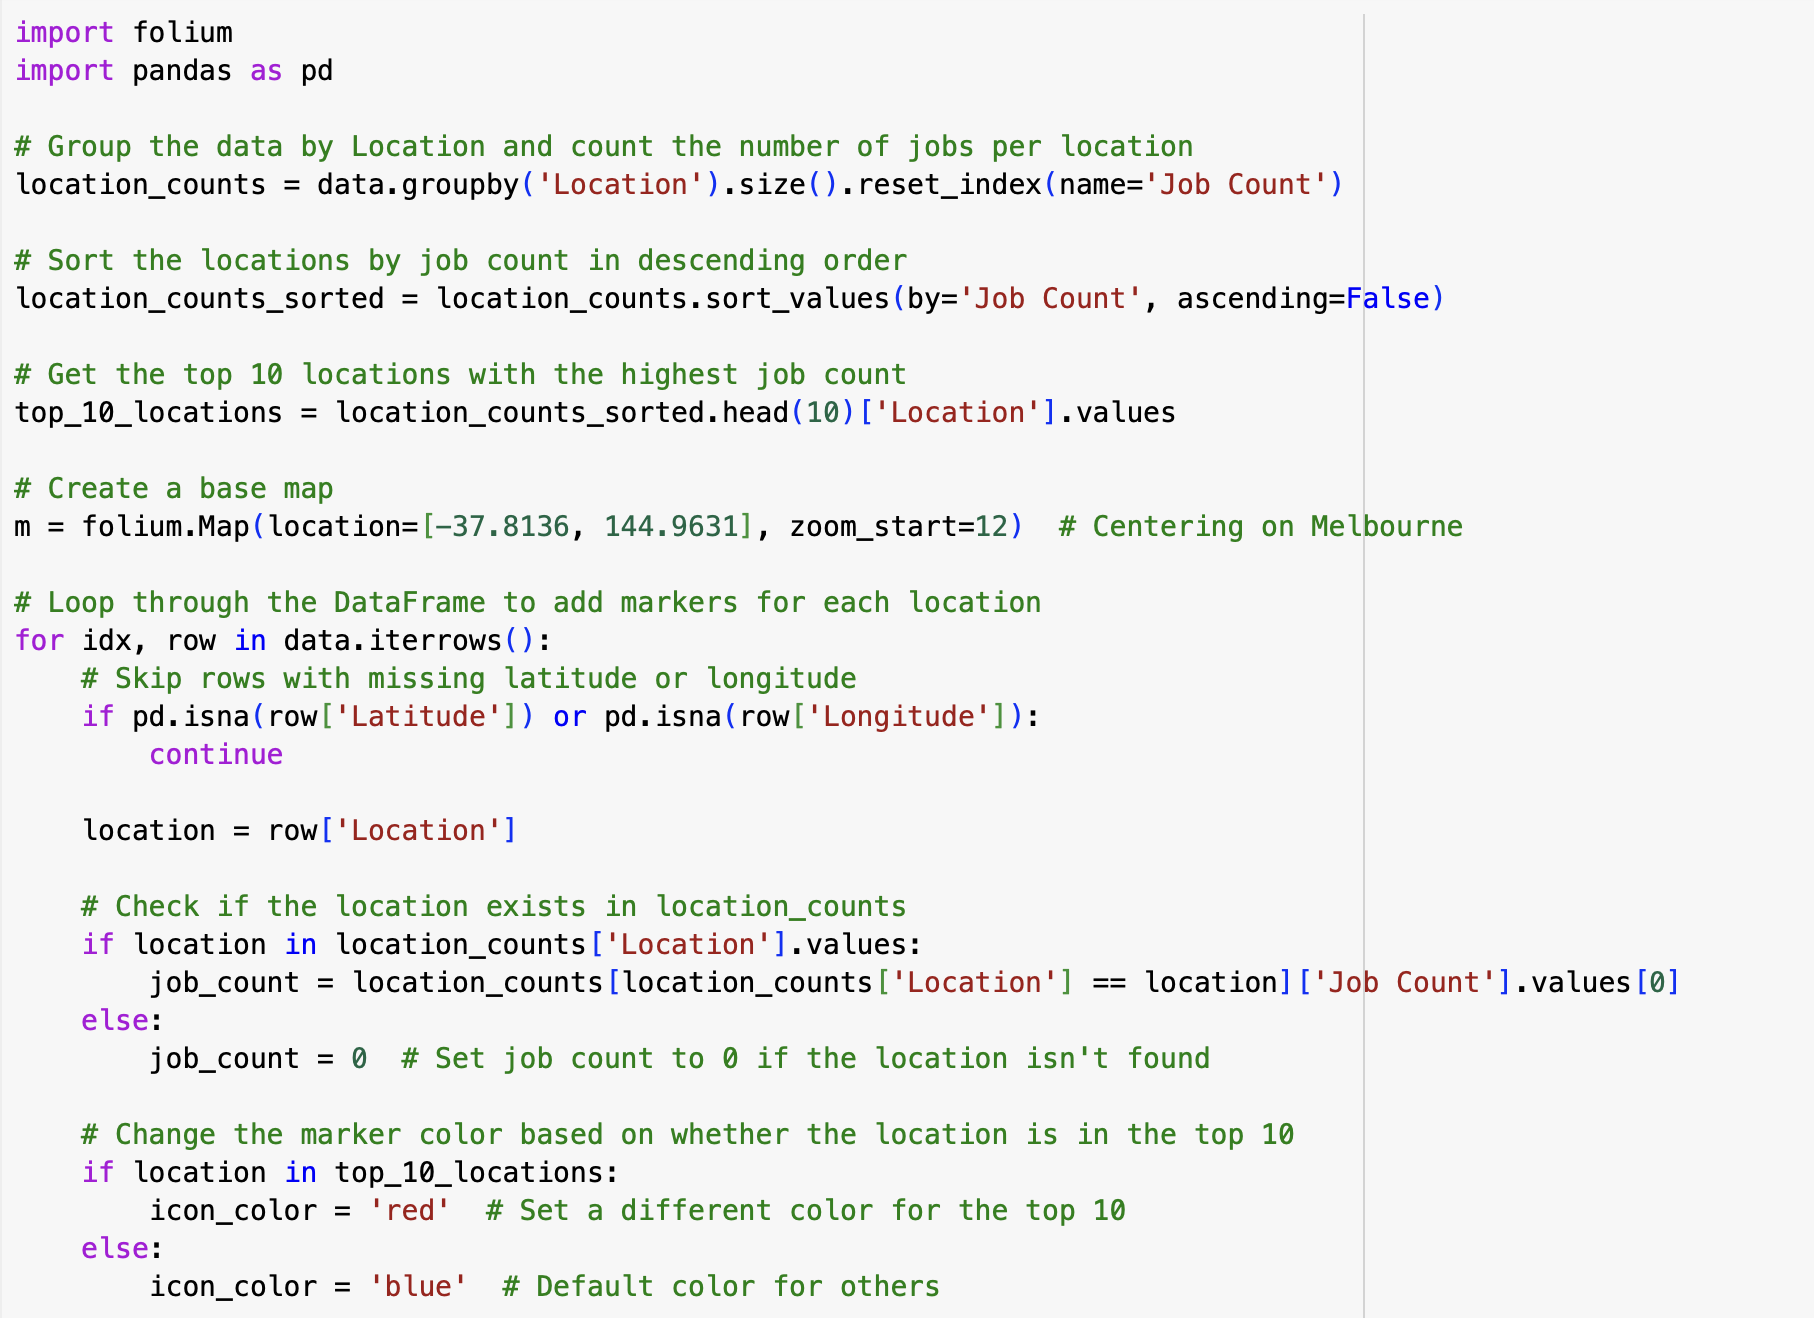 import folium
import pandas as pd

# Group the data by Location and count the number of jobs per location
location_counts = data.groupby('Location').size().reset_index(name='Job Count')

# Sort the locations by job count in descending order
location_counts_sorted = location_counts.sort_values(by='Job Count', ascending=False)

# Get the top 10 locations with the highest job count
top_10_locations = location_counts_sorted.head(10)['Location'].values

# Create a base map
m = folium.Map(location=[-37.8136, 144.9631], zoom_start=12)  # Centering on Melbourne

# Loop through the DataFrame to add markers for each location
for idx, row in data.iterrows():
    # Skip rows with missing latitude or longitude
    if pd.isna(row['Latitude']) or pd.isna(row['Longitude']):
        continue

    location = row['Location']

    # Check if the location exists in location_counts
    if location in location_counts['Location'].values:
        job_count = location_counts[location_counts['Location'] == location]['Job Count'].values[0]
    else:
        job_count = 0  # Set job count to 0 if the location isn't found

    # Change the marker color based on whether the location is in the top 10
    if location in top_10_locations:
        icon_color = 'red'  # Set a different color for the top 10
    else:
        icon_color = 'blue'  # Default color for others